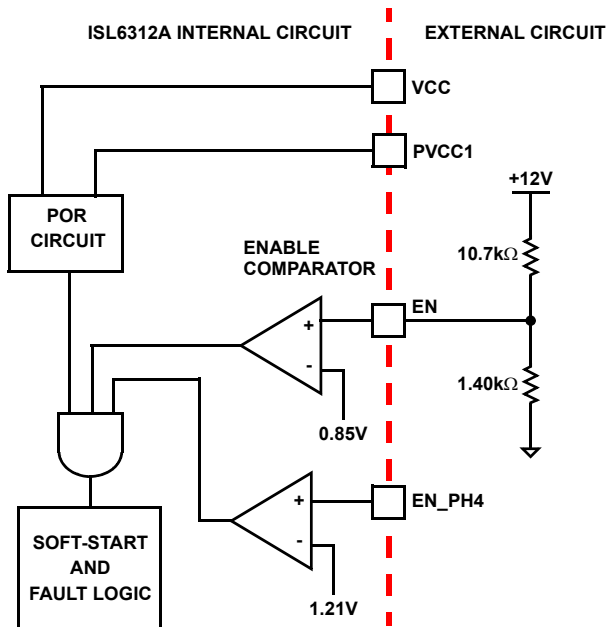 ISL6312A INTERNAL CIRCUIT
EXTERNAL CIRCUIT
VCC
PVCC1
+12V
POR
CIRCUIT
10.7kΩ
ENABLE
COMPARATOR
EN
+
-
1.40kΩ
0.85V
EN_PH4
+
-
SOFT-START
AND
FAULT LOGIC
1.21V